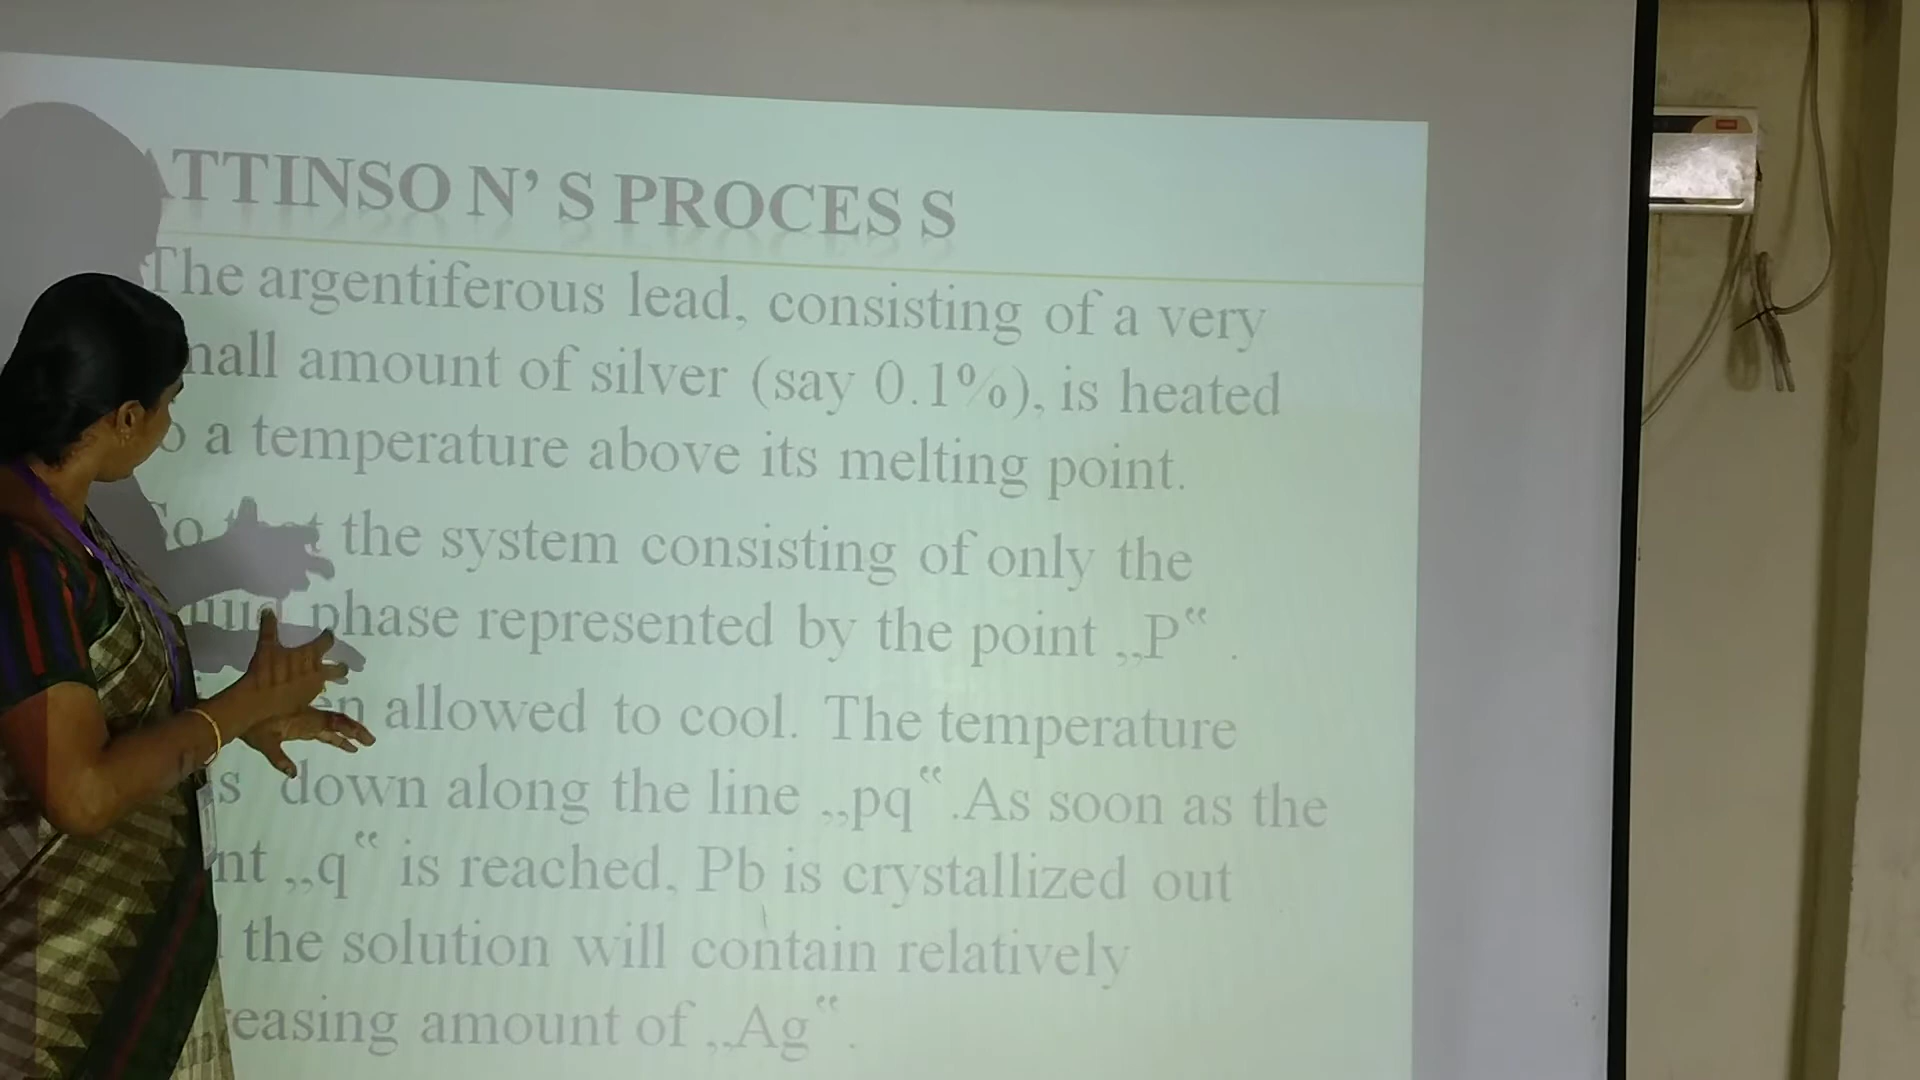 ATTINSO N’ S PROCES S
The argentiferous lead, consisting of a very
mall amount of silver (say 0.1%), is heated
o a temperature above its melting point.
So that the system consisting of only the
phase represented by the point „P‟ .
allowed to cool. The temperature
down along the line „pq‟ .As soon as the
nt „q‟ is reached, Pb is crystallized out
the solution will contain relatively
easing amount of „Ag‟ .